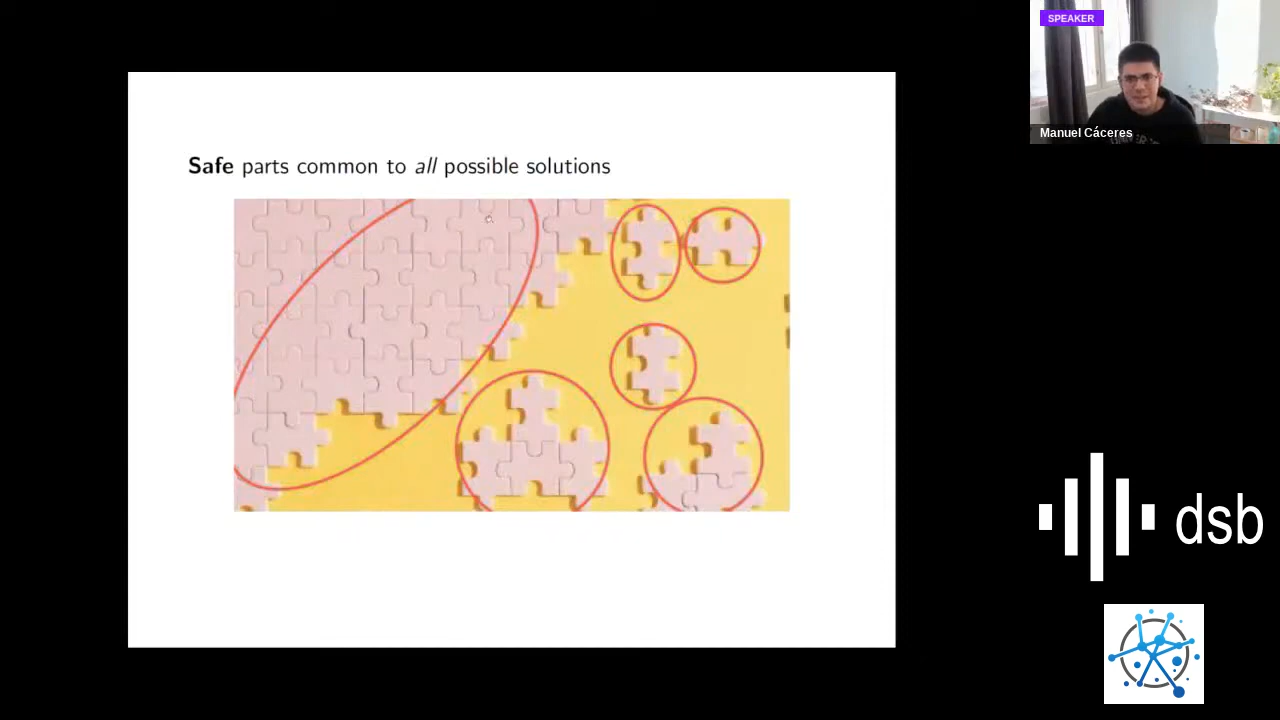 SPEAKER
Manuel Cáceres
Safe parts common to all possible solutions
dsb